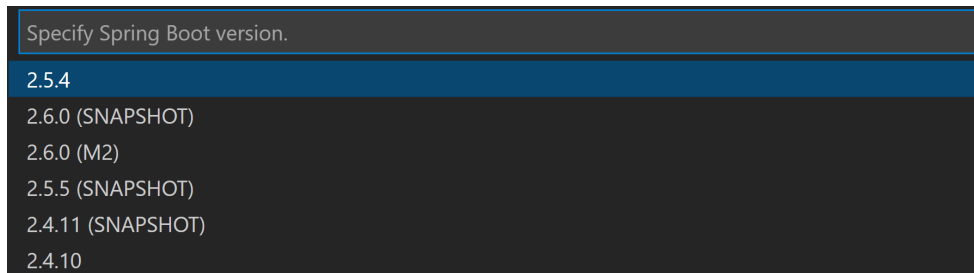 Specify Spring Boot version.
2.5.4
2.6.0 (SNAPSHOT)
2.6.0 (M2)
2.5.5 (SNAPSHOT)
2.4.11 (SNAPSHOT)
2.4.10